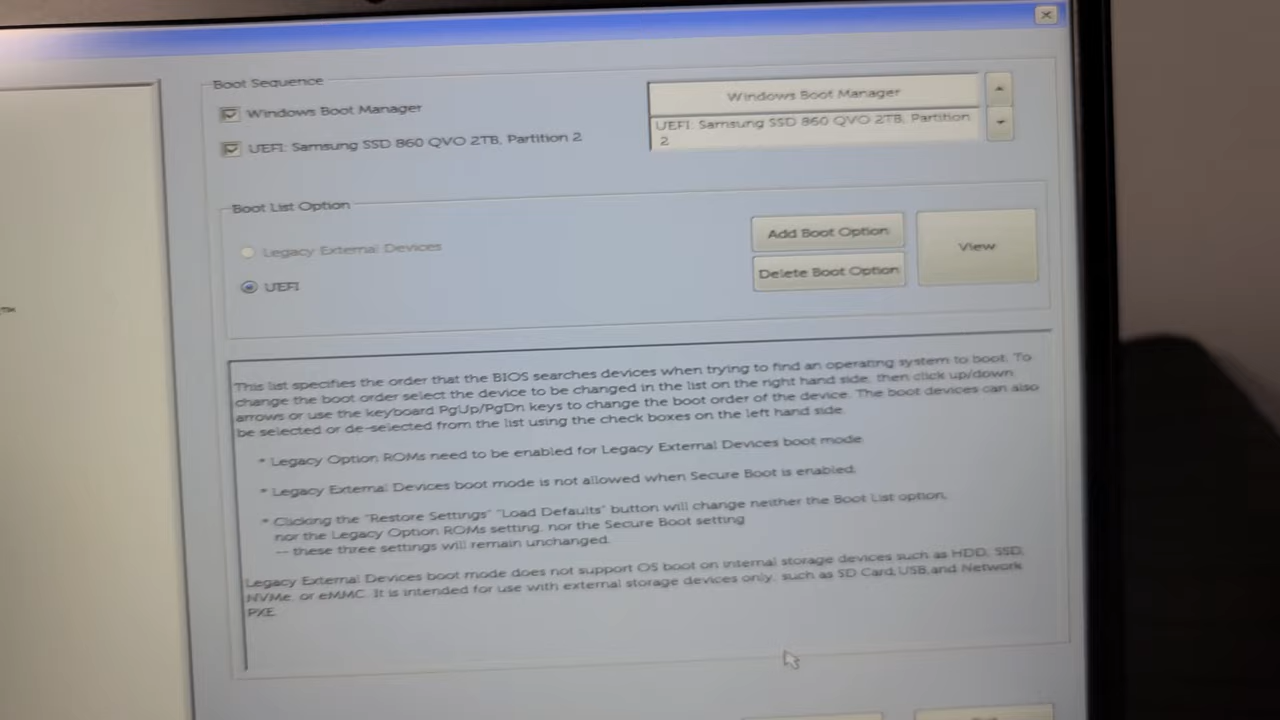 Boot Sequence
Windows Boot Manager
UEFI: Samsung SSD 860 QVO 2TB, Partition 2
Windows Boot Manager
UEFI: Samsung SSD 860 QVO 2TB, Partition
2
Boot List Option
Legacy External Devices
UEFI
Add Boot Option
Delete Boot Option
View
™
This list specifies the order that the BIOS searches devices when trying to find an operating system to boot. To
change the boot order select the device to be changed in the list on the right hand side, then click up/down
arrows or use the keyboard PgUp/PgDn keys to change the boot order of the device. The boot devices can also
be selected or de-selected from the list using the check boxes on the left hand side.
* Legacy Option ROMs need to be enabled for Legacy External Devices boot mode
* Legacy External Devices boot mode is not allowed when Secure Boot is enabled.
* Clicking the "Restore Settings" "Load Defaults" button will change neither the Boot List option,
nor the Legacy Option ROMs setting, nor the Secure Boot setting
-- these three settings will remain unchanged.
Legacy External Devices boot mode does not support OS boot on internal storage devices such as HDD, SSD,
NVMe, or eMMC. It is intended for use with external storage devices only, such as SD Card,USB,and Network
PXE.